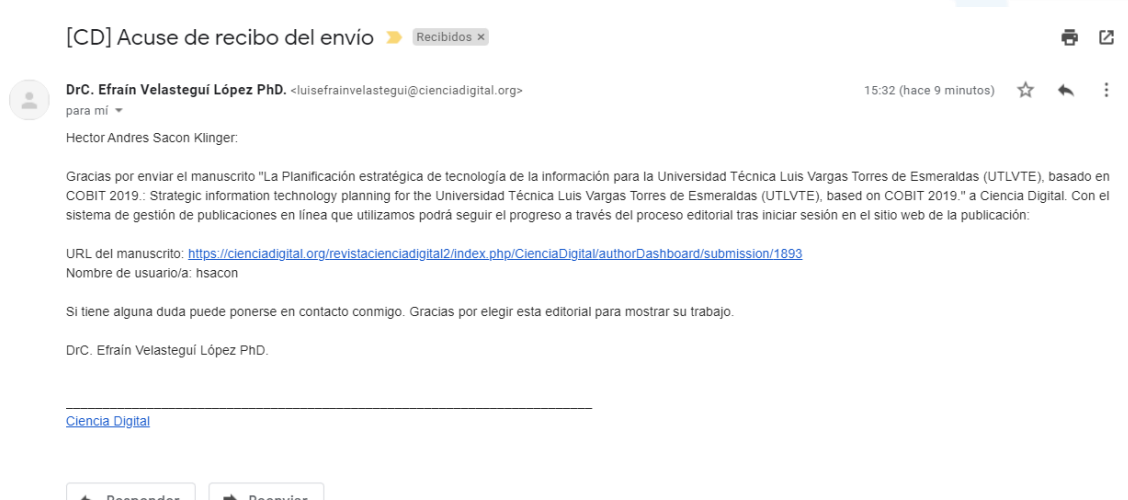 [CD] Acuse de recibo del envío Recibidos ×
DrC. Efraín Velasteguí López PhD. <luisefrainvelastegui@cienciadigital.org> 15:32 (hace 9 minutos)
para mí
Hector Andres Sacon Klinger:
Gracias por enviar el manuscrito "La Planificación estratégica de tecnología de la información para la Universidad Técnica Luis Vargas Torres de Esmeraldas (UTLVTE), basado en
COBIT 2019.: Strategic information technology planning for the Universidad Técnica Luis Vargas Torres de Esmeraldas (UTLVTE), based on COBIT 2019." a Ciencia Digital. Con el
sistema de gestión de publicaciones en línea que utilizamos podrá seguir el progreso a través del proceso editorial tras iniciar sesión en el sitio web de la publicación:
URL del manuscrito: https://cienciadigital.org/revistacienciadigital2/index.php/CienciaDigital/authorDashboard/submission/1893
Nombre de usuario/a: hsacon
Si tiene alguna duda puede ponerse en contacto conmigo. Gracias por elegir esta editorial para mostrar su trabajo.
DrC. Efraín Velasteguí López PhD.
Ciencia Digital
Responder Reenviar